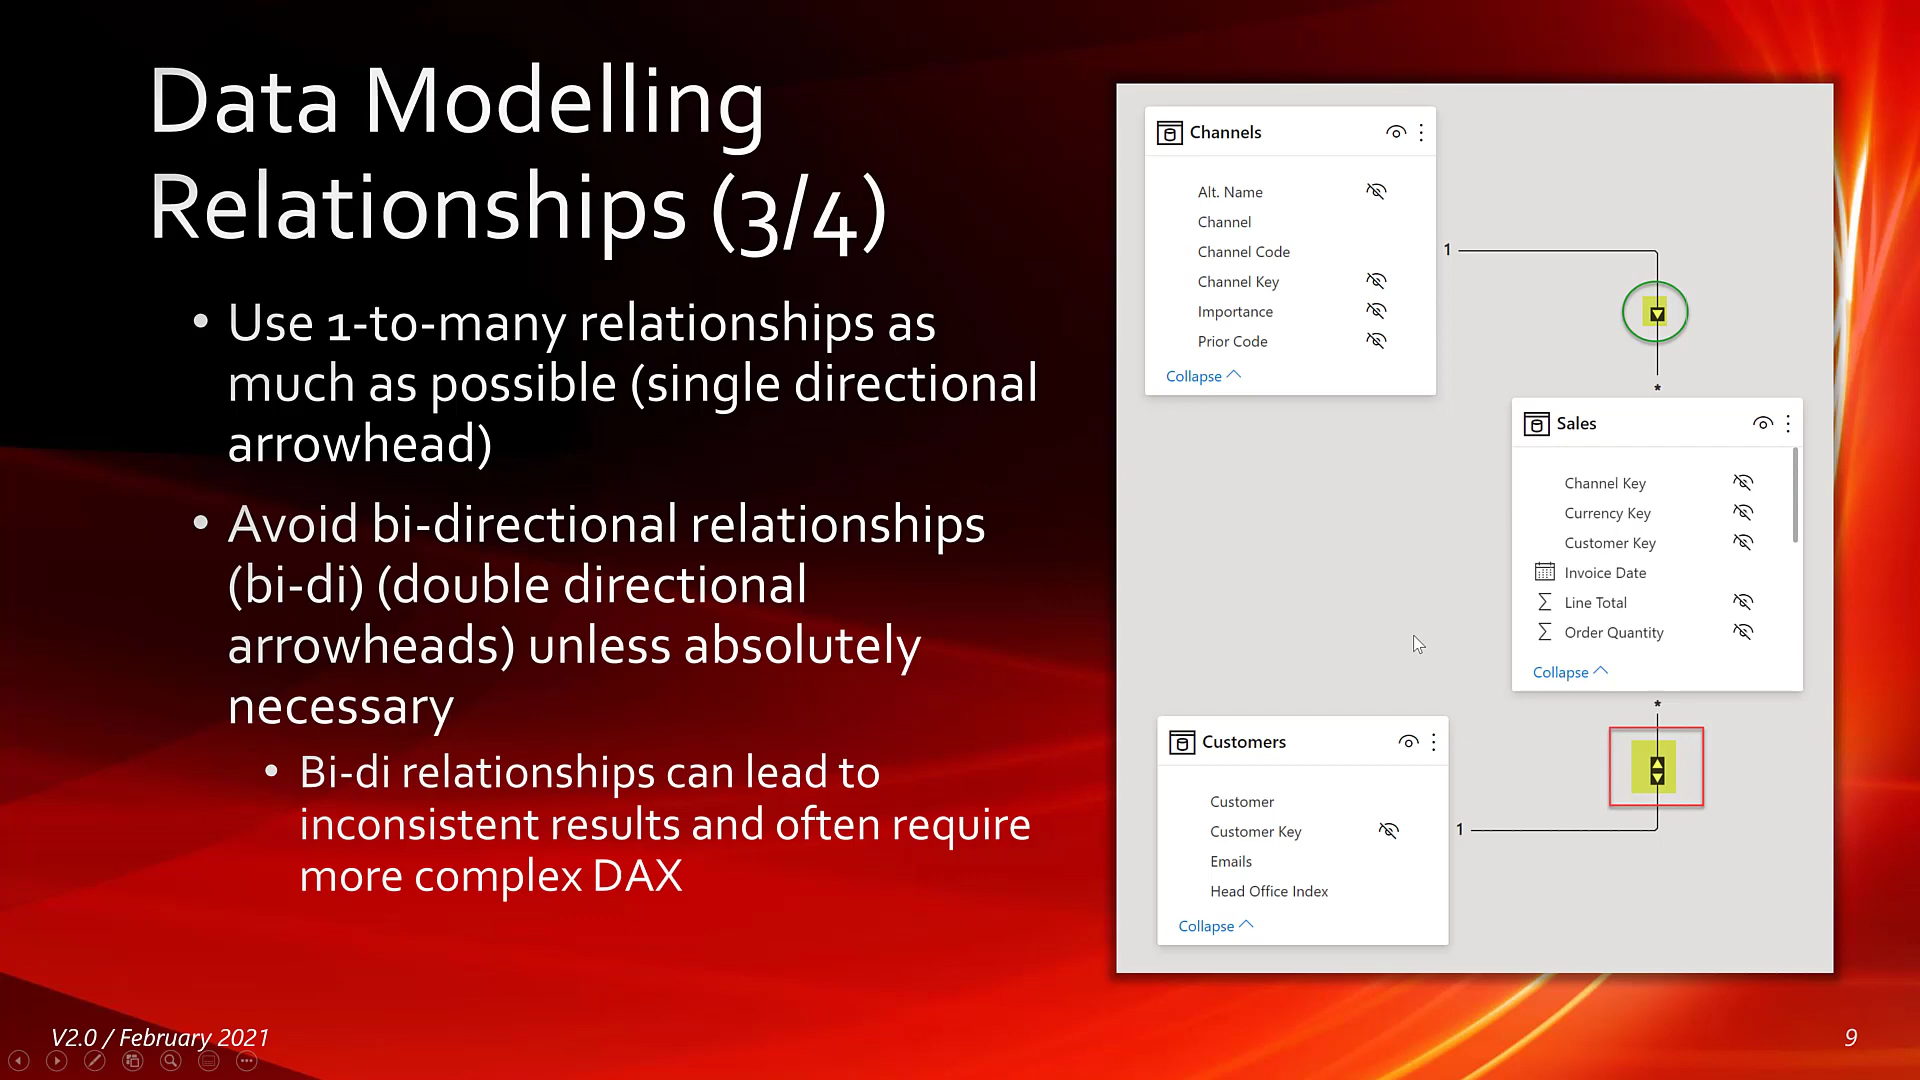 Data Modelling
Relationships (3/4)
• Use 1-to-many relationships as
much as possible (single directional
arrowhead)
• Avoid bi-directional relationships
(bi-di) (double directional
arrowheads) unless absolutely
necessary
• Bi-di relationships can lead to
inconsistent results and often require
more complex DAX
Channels
Alt. Name
Channel
Channel Code
Channel Key
Importance
Prior Code
Collapse
1
*
Sales
Channel Key
Currency Key
Customer Key
Invoice Date
Line Total
Order Quantity
Collapse
*
Customers
Customer
Customer Key
Emails
Head Office Index
Collapse
1
V2.0 / February 2021
9